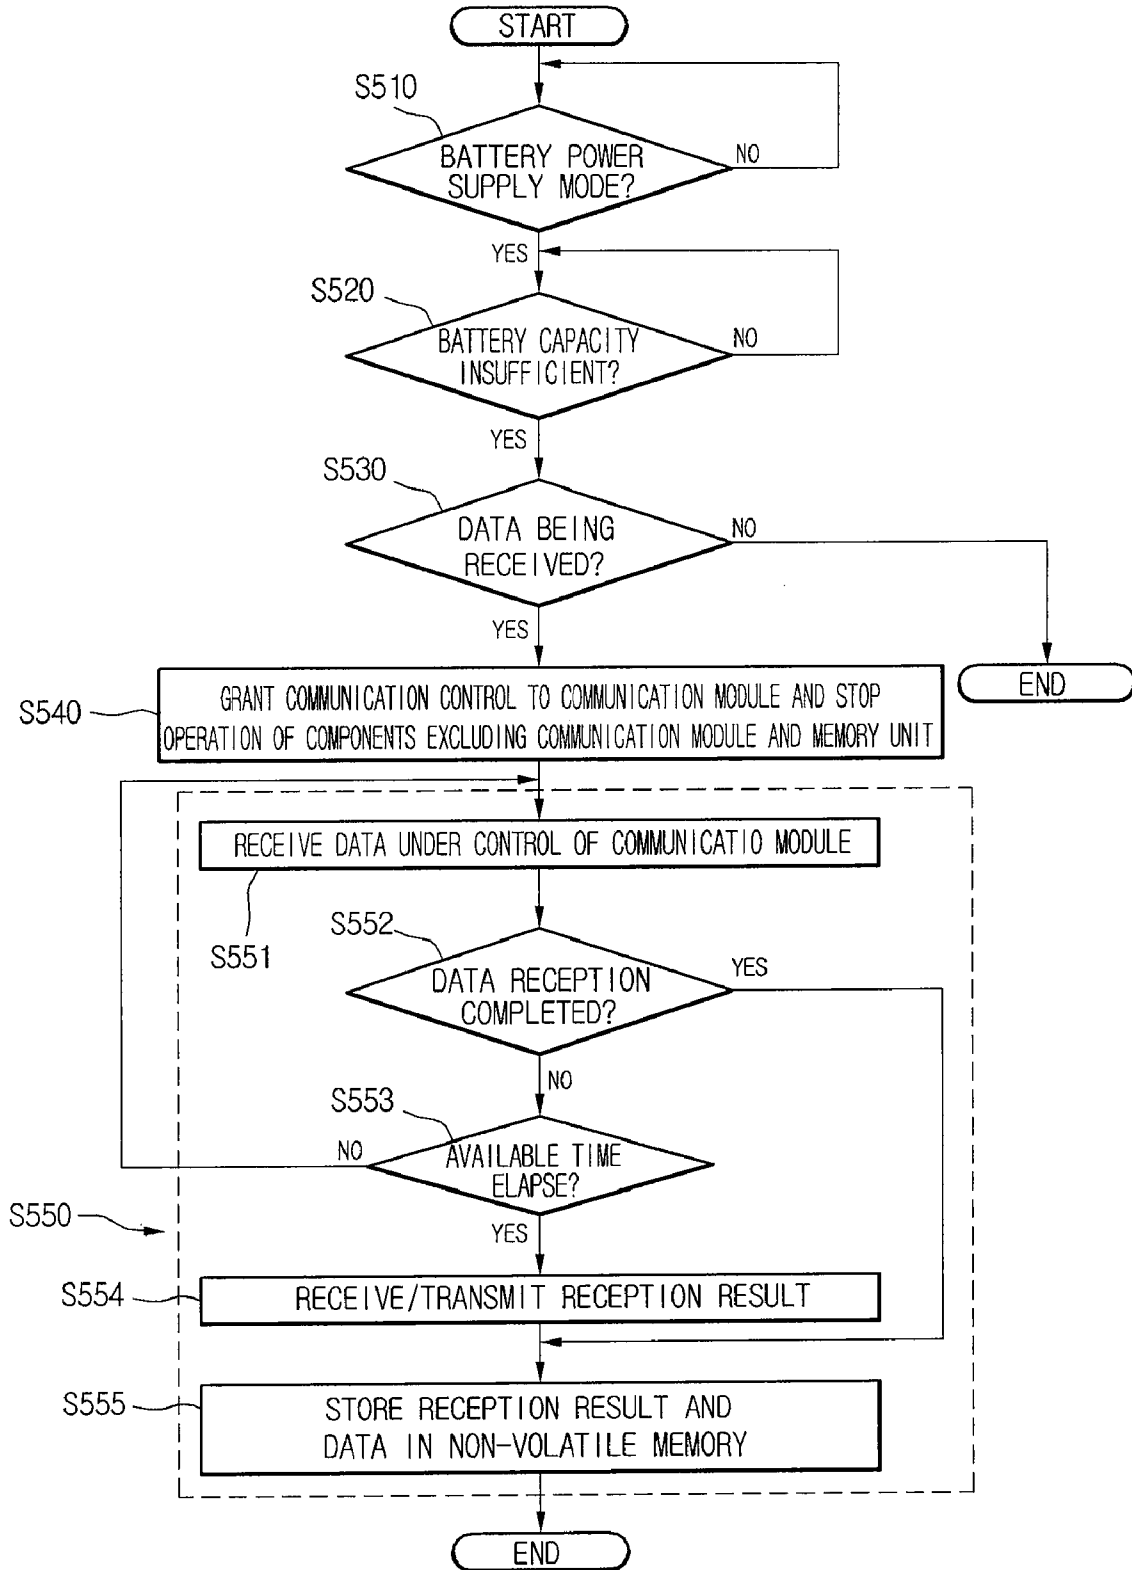 START
S510
BATTERY POWER
SUPPLY MODE?
NO
YES
S520
BATTERY CAPACITY
INSUFFICIENT?
NO
YES
S530
DATA BEING
RECEIVED?
NO
YES
END
S540
GRANT COMMUNICATION CONTROL TO COMMUNICATION MODULE AND STOP
OPERATION OF COMPONENTS EXCLUDING COMMUNICATION MODULE AND MEMORY UNIT
RECEIVE DATA UNDER CONTROL OF COMMUNICATIO MODULE
S551
S552
DATA RECEPTION
COMPLETED?
YES
NO
S553
AVAILABLE TIME
ELAPSE?
NO
YES
S550
S554
RECEIVE/TRANSMIT RECEPTION RESULT
S555
STORE RECEPTION RESULT AND
DATA IN NON-VOLATILE MEMORY
END